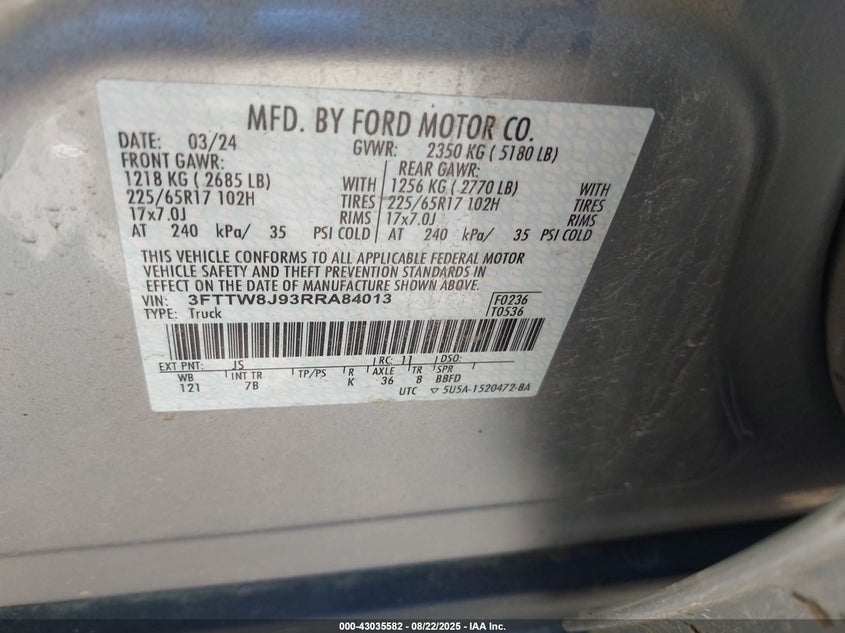 MFD. BY FORD MOTOR CO.
DATE: 03/24 GVWR: 2350 KG ( 5180 LB)
FRONT GAWR: REAR GAWR:
1218 KG ( 2685 LB) WITH 1256 KG ( 2770 LB) WITH
225/65R17 102H TIRES 225/65R17 102H TIRES
17x7.0J RIMS 17x7.0J RIMS
AT 240 kPa/ 35 PSI COLD AT 240 kPa/ 35 PSI COLD
THIS VEHICLE CONFORMS TO ALL APPLICABLE FEDERAL MOTOR
VEHICLE SAFETY AND THEFT PREVENTION STANDARDS IN
EFFECT ON THE DATE OF MANUFACTURE SHOWN ABOVE.
VIN: 3FTTW8J93RRA84013 F0236
TYPE: Truck T0536
EXT PNT: JS RC: 11 DSO:
WB INT TR TP/PS R AXLE TR SPR
121 7B K 36 8 BBFD
UTC ▽ 5U5A-1520472-BA
000-43035582 - 08/22/2025 - IAA Inc.